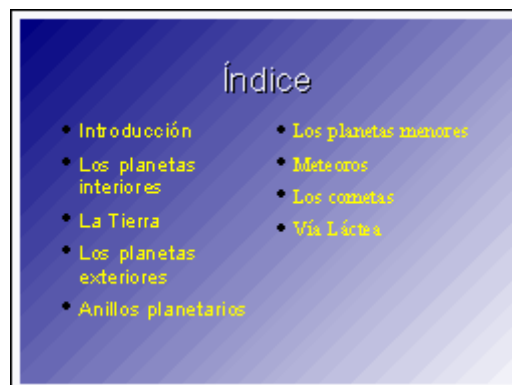 Índice
• Introducción
• Los planetas
interiores
• La Tierra
• Los planetas
exteriores
• Anillos planetarios
• Los planetas menores
• Meteoros
• Los cometas
• Vía Láctea